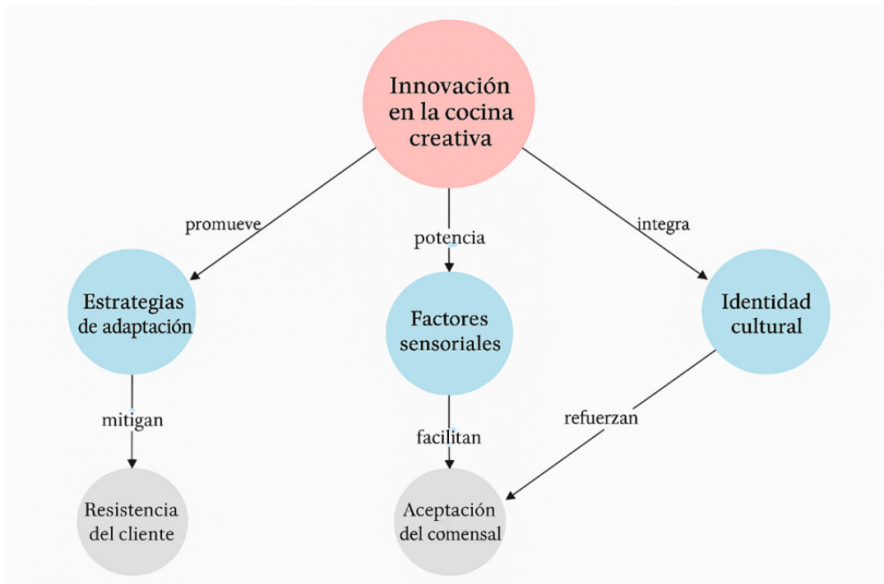 Innovación
en la cocina
creativa
promueve
potencia
integra
Estrategias
de adaptación
Factores
sensoriales
Identidad
cultural
mitigan
facilitan
refuerzan
Resistencia
del cliente
Aceptación
del comensal